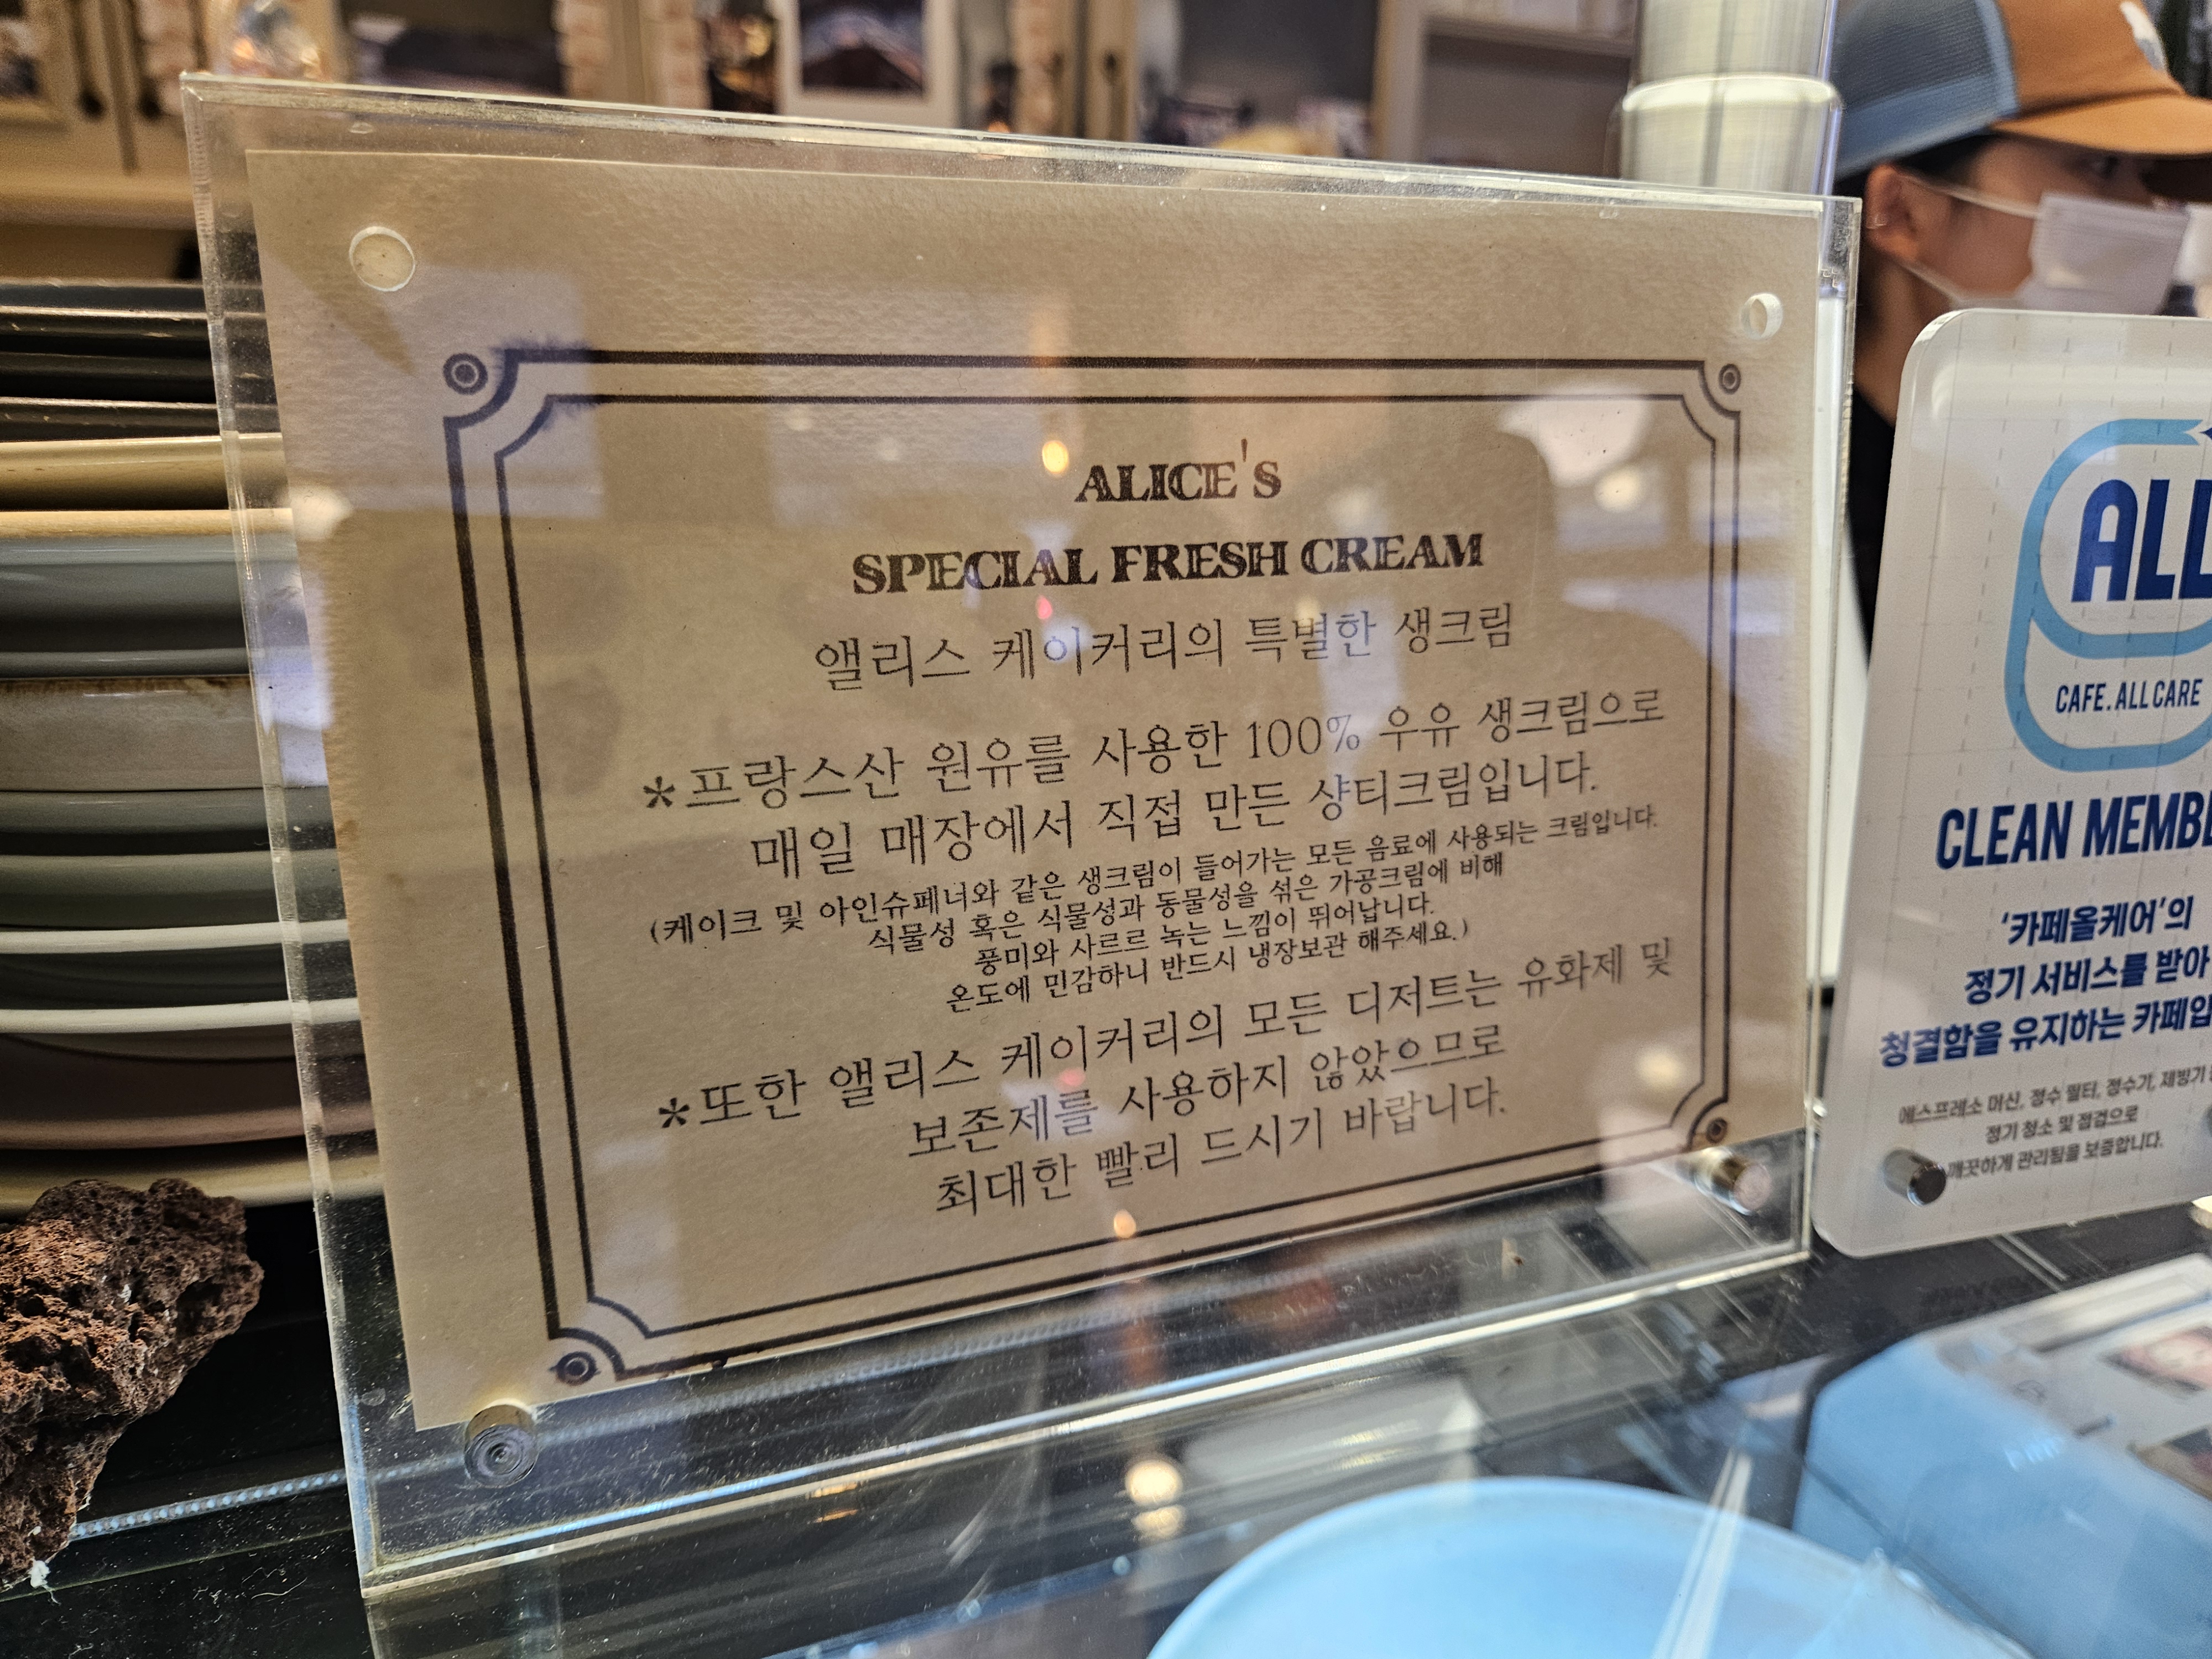 ALICE's
SPECIAL FRESH CREAM
앨리스 케이커리의 특별한 생크림
*프랑스산 원유를 사용한 100% 우유 생크림으로
매일 매장에서 직접 만든 샹티크림입니다.
(케이크 및 아인슈페너와 같은 생크림이 들어가는 모든 음료에 사용되는 크림입니다.
식물성 혹은 식물성과 동물성을 섞은 가공크림에 비해
풍미와 사르르 녹는 느낌이 뛰어납니다.
온도에 민감하니 반드시 냉장보관 해주세요.)
*또한 앨리스 케이커리의 모든 디저트는 유화제 및
보존제를 사용하지 않았으므로
최대한 빨리 드시기 바랍니다.
ALL
CAFE.ALL CARE
CLEAN MEMBE
'카페올케어'의
정기 서비스를 받아
청결함을 유지하는 카페입
에스프레소 머신, 정수 필터, 정수기, 제빙기
정기 청소 및 점검으로
깨끗하게 관리됨을 보증합니다.